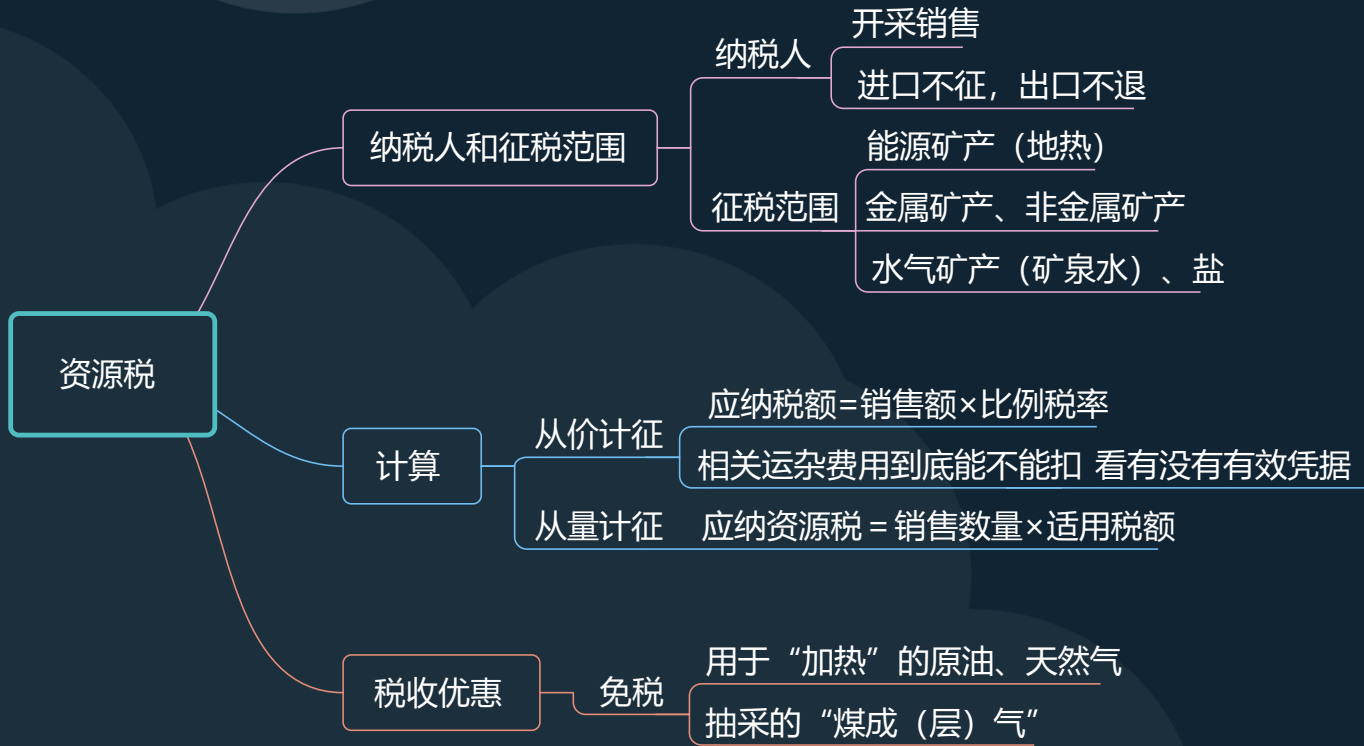 开采销售
纳税人
进口不征，出口不退
纳税人和征税范围
能源矿产（地热）
征税范围
金属矿产、非金属矿产
水气矿产（矿泉水）、盐
资源税
应纳税额=销售额×比例税率
从价计征
相关运杂费用到底能不能扣 看有没有有效凭据
计算
从量计征
应纳资源税＝销售数量×适用税额
用于“加热”的原油、天然气
税收优惠
免税
抽采的“煤成（层）气”